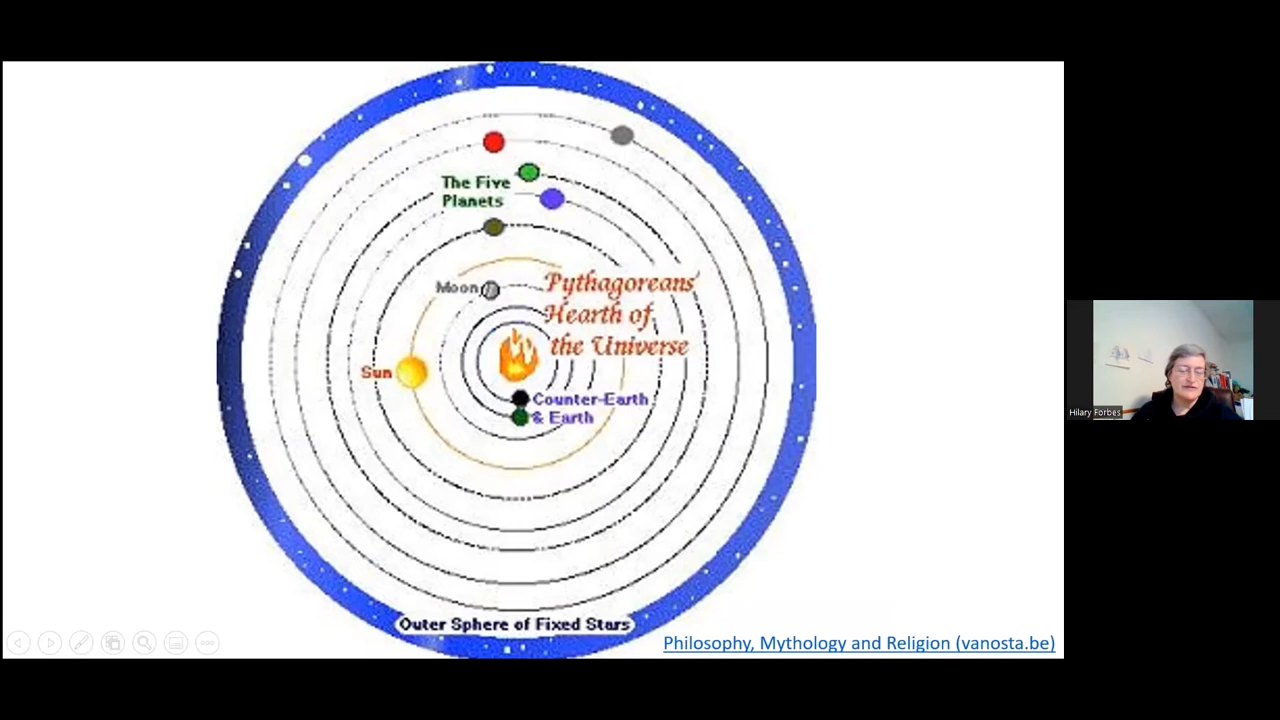 The Five
Planets
Moon
Pythagoreans'
Hearth of
the Universe
Sun
Counter-Earth
& Earth
Outer Sphere of Fixed Stars
Philosophy, Mythology and Religion (vanosta.be)
Hilary Forbes